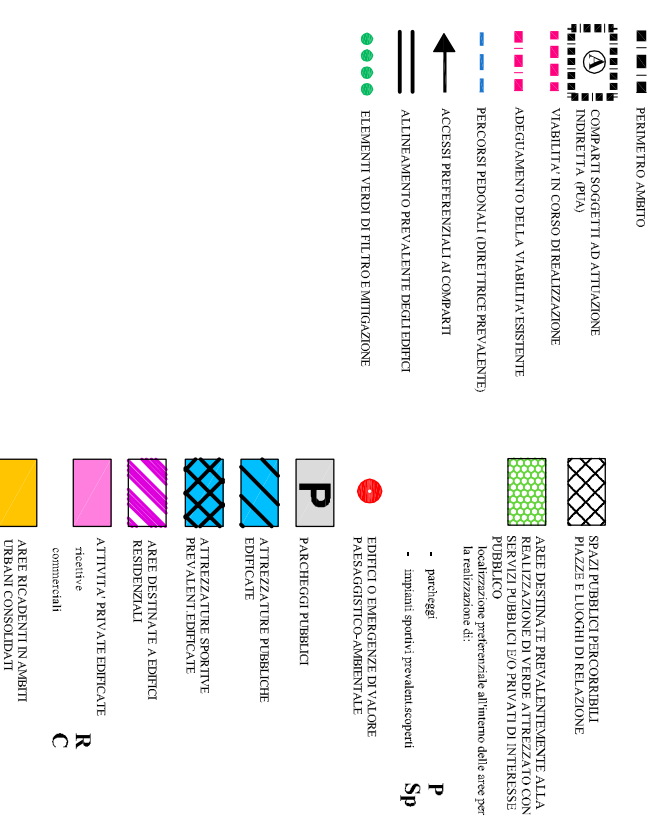 PERIMETRO AMBITO
A
COMPARTI SOGGETTI AD ATTUAZIONE
INDIRETTA (PUA)
VIABILITA' IN CORSO DI REALIZZAZIONE
ADEGUAMENTO DELLA VIABILITA' ESISTENTE
PERCORSI PEDONALI (DIRETTRICE PREVALENTE)
ACCESSI PREFERENZIALI AI COMPARTI
ALLINEAMENTO PREVALENTE DEGLI EDIFICI
ELEMENTI VERDI DI FILTRO E MITIGAZIONE
SPAZI PUBBLICI PERCORRIBILI
PIAZZE E LUOGHI DI RELAZIONE
AREE DESTINATE PREVALENTEMENTE ALLA
REALIZZAZIONE DI VERDE ATTREZZATO CON
SERVIZI PUBBLICI E/O PRIVATI DI INTERESSE
PUBBLICO
localizzazione preferenziale all'interno delle aree per
la realizzazione di:
- parcheggi P
- impianti sportivi prevalent.scoperti Sp
EDIFICI O EMERGENZE DI VALORE
PAESAGGISTICO-AMBIENTALE
P
PARCHEGGI PUBBLICI
ATTREZZATURE PUBBLICHE
EDIFICATE
ATTREZZATURE SPORTIVE
PREVALENT.EDIFICATE
AREE DESTINATE A EDIFICI
RESIDENZIALI
ATTIVITA' PRIVATE EDIFICATE
ricettive R
commerciali C
AREE RICADENTI IN AMBITI
URBANI CONSOLIDATI